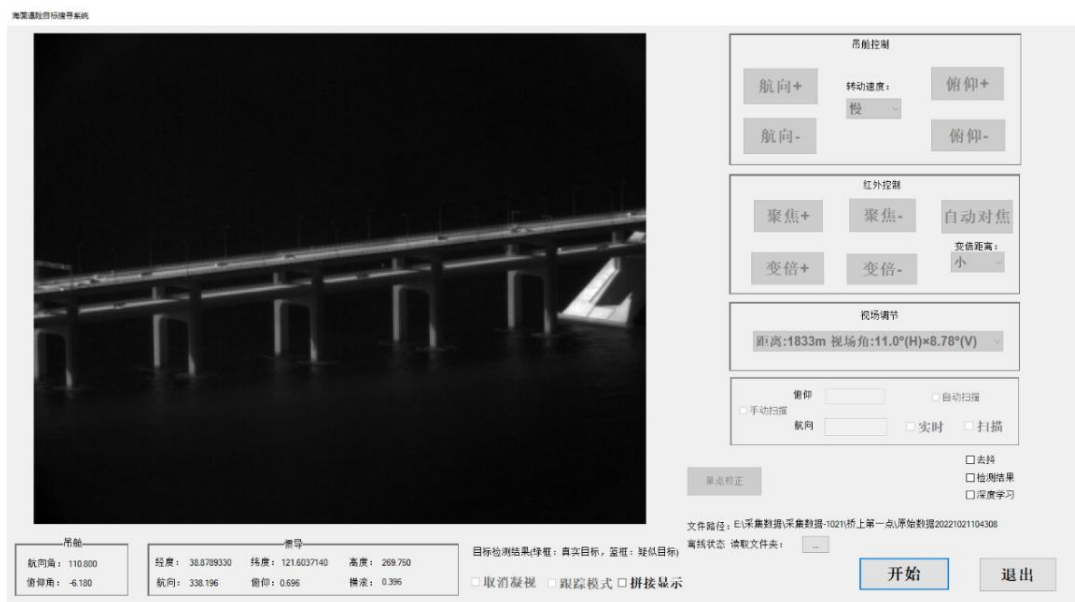 海面遇险目标搜寻系统
吊舱控制
航向+
转动速度：
慢
俯仰+
航向-
俯仰-
红外控制
聚焦+
聚焦-
自动对焦
变倍+
变倍-
变倍距离：
小
视场调节
距离:1833m 视场角:11.0°(H)×8.78°(V)
俯仰
自动扫描
手动扫描
航向
实时
扫描
单点校正
去抖
检测结果
深度学习
文件路径：E:\采集数据\采集数据-1021\桥上第一点\原始数据20221021104308
离线状态 读取文件夹：
...
吊舱
航向角：110.800
俯仰角：-6.180
惯导
经度：38.8789330 纬度：121.6037140 高度：269.750
航向：338.196 俯仰：0.696 横滚：0.396
目标检测结果(绿框：真实目标，蓝框：疑似目标)
取消凝视 跟踪模式 拼接显示
开始
退出